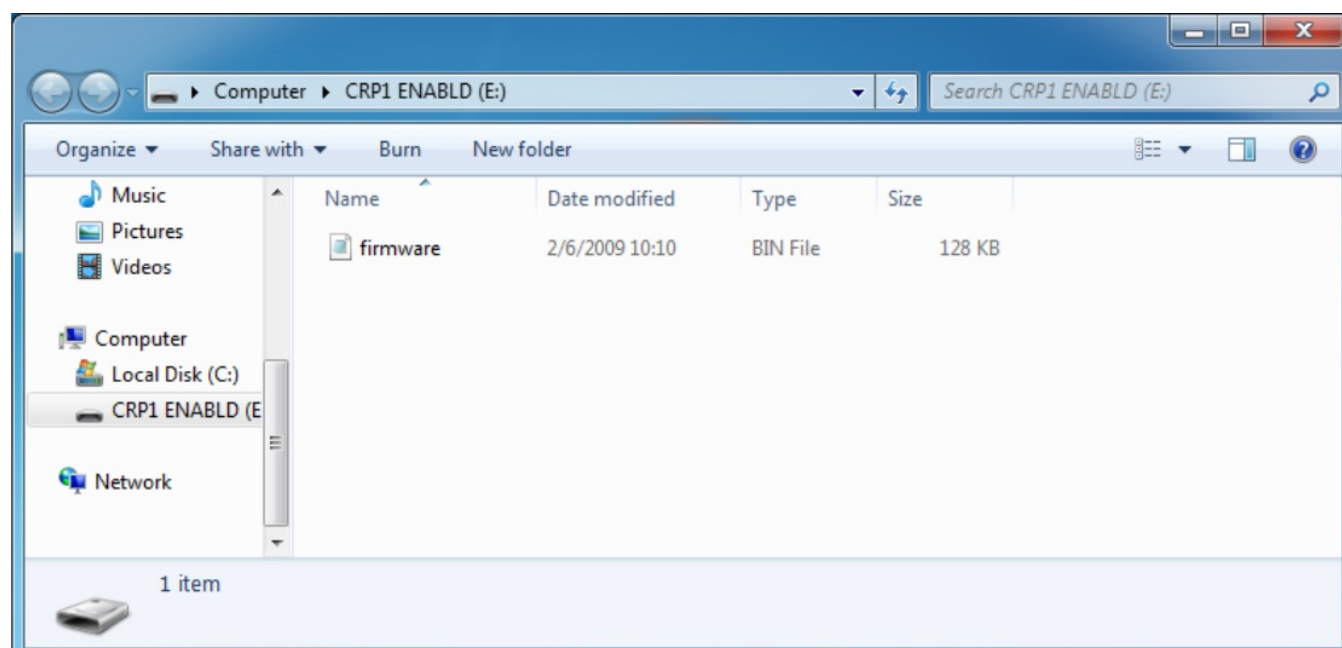 Computer CRP1 ENABLD (E:) Search CRP1 ENABLD (E:)
Organize Share with Burn New folder
Music
Pictures
Videos
Computer
Local Disk (C:)
CRP1 ENABLD (E
Network
Name Date modified Type Size
firmware 2/6/2009 10:10 BIN File 128 KB
1 item